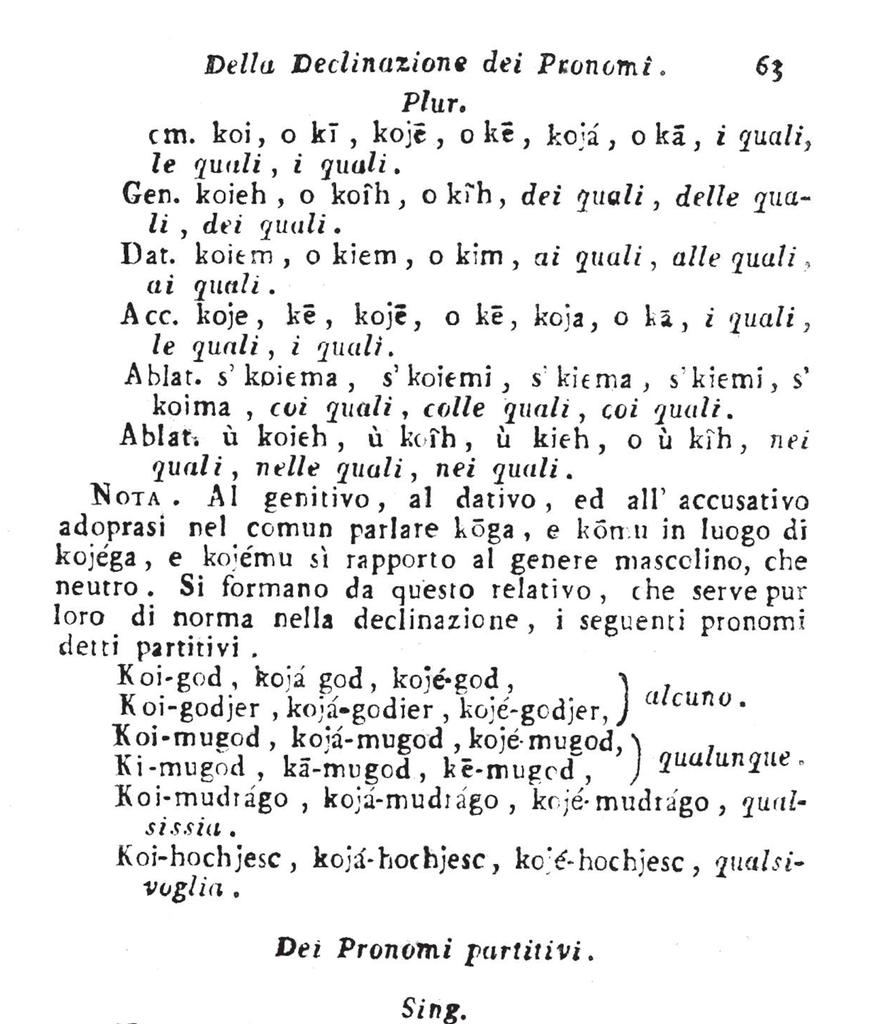 Della Declinazione dei Pronomi. 63
Plur.
cm. koi, o kī, kojē, o kē, kojá, o kā, i quali,
le quali, i quali.
Gen. koieh, o koîh, o kîh, dei quali, delle qua-
li, dei quali.
Dat. koiem, o kiem, o kim, ai quali, alle quali,
ai quali.
Acc. koje, kē, kojē, o kē, koja, o kā, i quali,
le quali, i quali.
Ablat. s' koiema, s' koiemi, s' kiema, s' kiemi, s'
koima, coi quali, colle quali, coi quali.
Ablat. ù koieh, ù koîh, ù kieh, o ù kîh, nei
quali, nelle quali, nei quali.
NOTA. Al genitivo, al dativo, ed all' accusativo
adoprasi nel comun parlare kōga, e kōmu in luogo di
kojéga, e kojému sì rapporto al genere mascolino, che
neutro. Si formano da questo relativo, che serve pur
loro di norma nella declinazione, i seguenti pronomi
detti partitivi.
Koi-god, kojá god, kojé-god,
Koi-godjer, kojá-godier, kojé-godjer, ) alcuno.
Koi-mugod, kojá-mugod, kojé-mugod,
Ki-mugod, kā-mugod, kē-mugod, ) qualunque.
Koi-mudrágo, kojá-mudrágo, kojé-mudrágo, qual-
sissia.
Koi-hochjesc, kojá-hochjesc, kojé-hochjesc, qualsi-
voglia.
Dei Pronomi partitivi.
Sing.